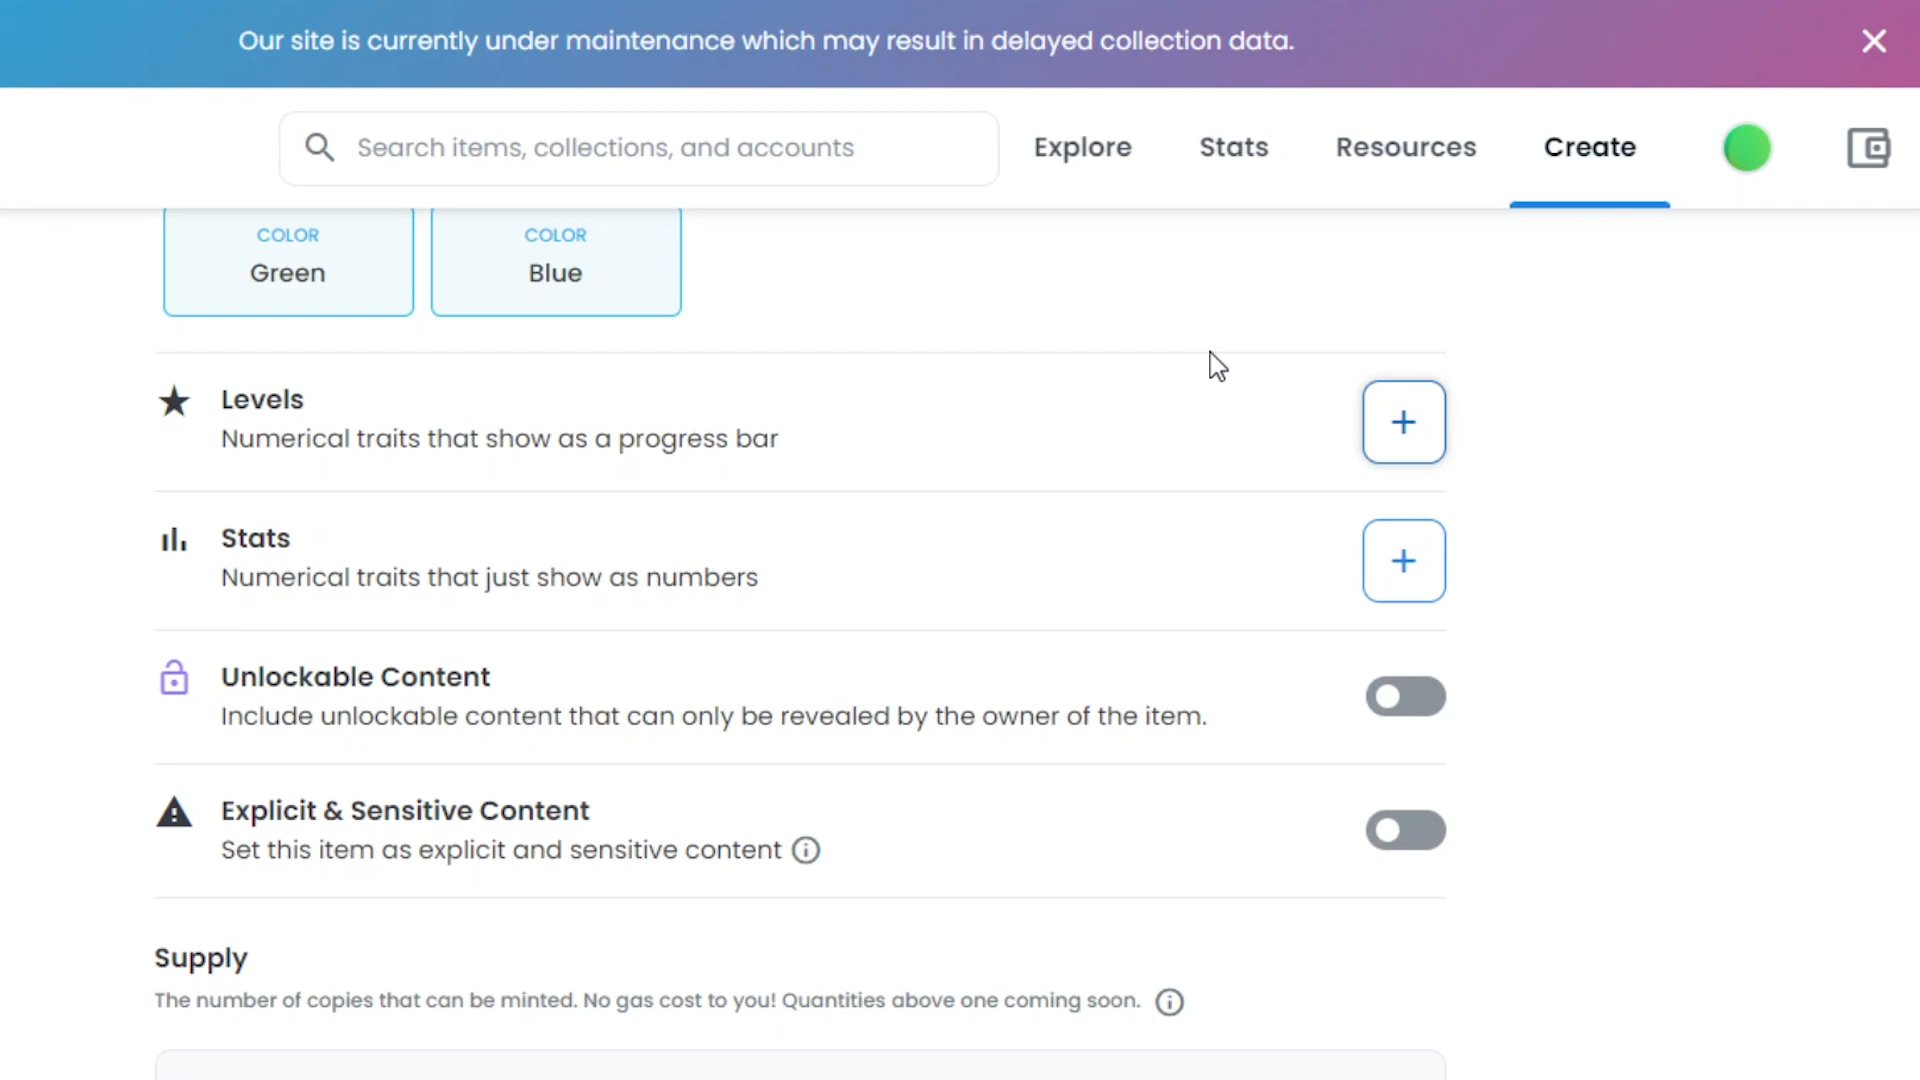 Our site is currently under maintenance which may result in delayed collection data.
Search items, collections, and accounts
Explore
Stats
Resources
Create
COLOR
Green
COLOR
Blue
Levels
Numerical traits that show as a progress bar
Stats
Numerical traits that just show as numbers
Unlockable Content
Include unlockable content that can only be revealed by the owner of the item.
Explicit & Sensitive Content
Set this item as explicit and sensitive content
Supply
The number of copies that can be minted. No gas cost to you! Quantities above one coming soon.